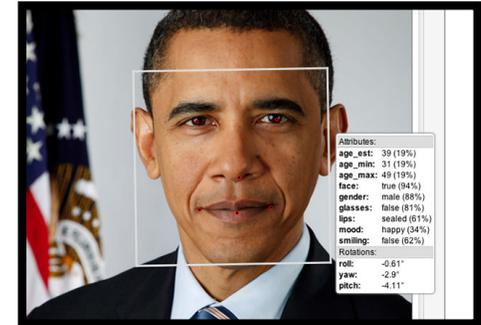 Attributes:
age_est: 39 (19%)
age_min: 31 (19%)
age_max: 49 (19%)
face: true (94%)
gender: male (88%)
glasses: false (81%)
lips: sealed (61%)
mood: happy (34%)
smiling: false (62%)
Rotations:
roll: -0.61°
yaw: -2.9°
pitch: -4.11°